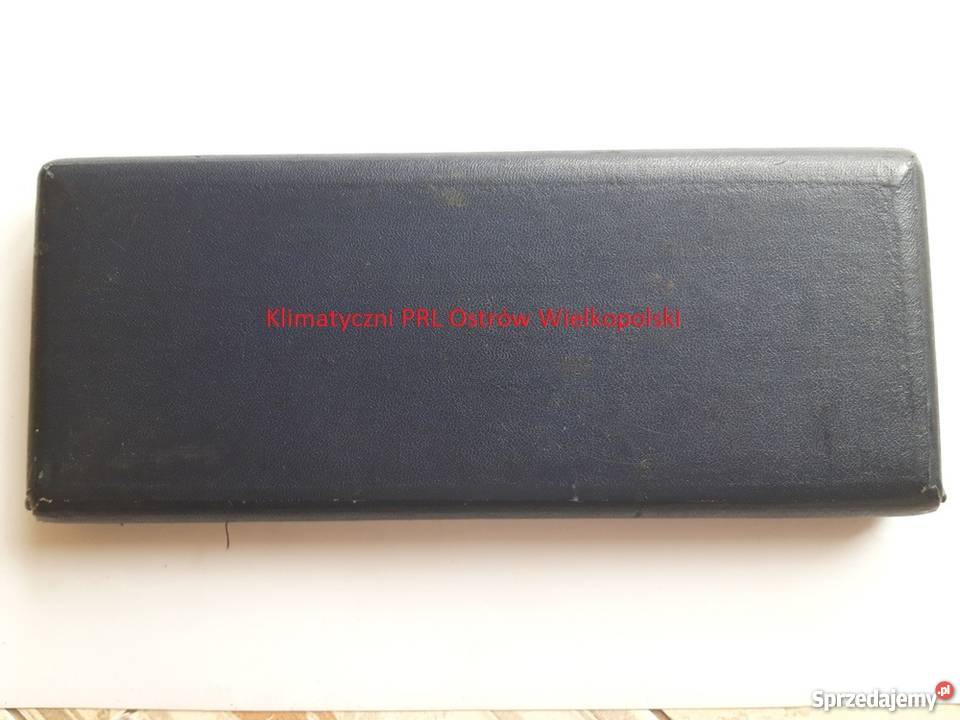 Klimatyczni PRL Ostrów Wielkopolski
Sprzedajemy.pl